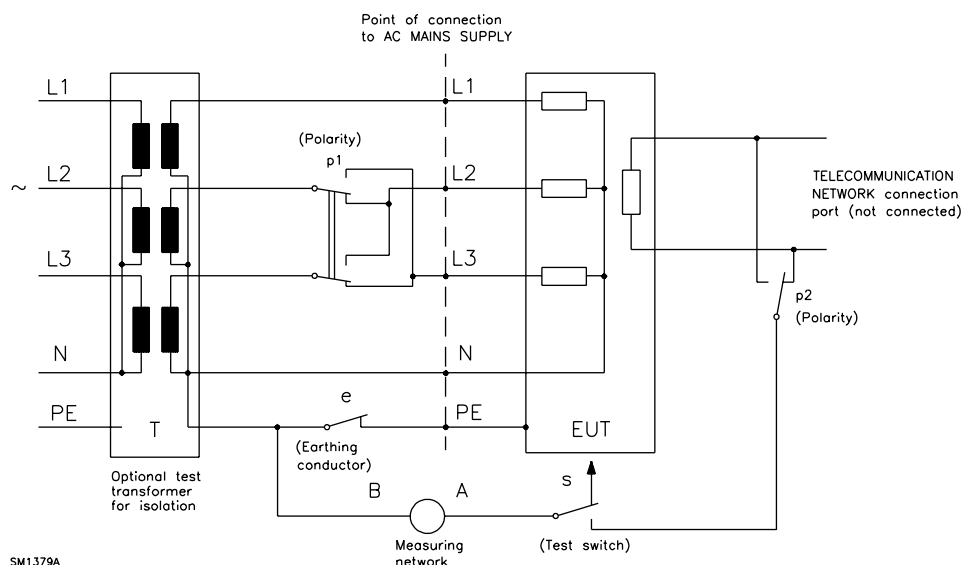 Point of connection
to AC MAINS SUPPLY
L1
L1
(Polarity)
p1
~
L2
L2
TELECOMMUNICATION
NETWORK connection
port (not connected)
L3
L3
p2
(Polarity)
N
N
e
PE
PE
T
EUT
(Earthing
conductor)
Optional test
transformer
for isolation
B
A
s
Measuring
network
(Test switch)
SM1379A